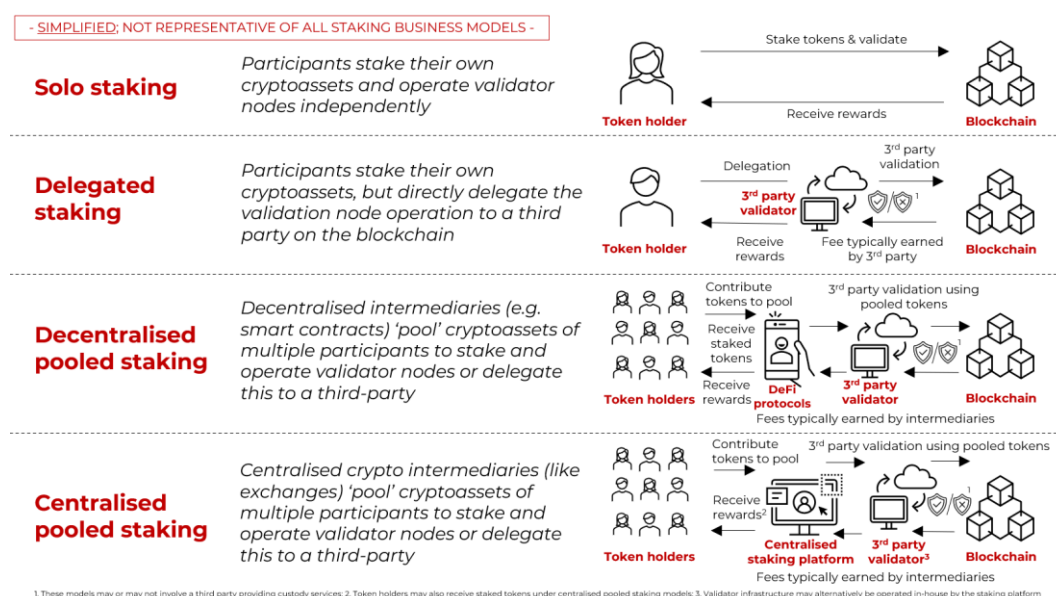 - SIMPLIFIED; NOT REPRESENTATIVE OF ALL STAKING BUSINESS MODELS -
Solo staking
Participants stake their own
cryptoassets and operate validator
nodes independently
Stake tokens & validate
Receive rewards
Token holder
Blockchain
Delegated
staking
Participants stake their own
cryptoassets, but directly delegate the
validation node operation to a third
party on the blockchain
Delegation
3rd party
validation
3rd party
validator
1
Token holder
Receive
rewards
Fee typically earned
by 3rd party
Blockchain
Decentralised
pooled staking
Decentralised intermediaries (e.g.
smart contracts) ‘pool’ cryptoassets of
multiple participants to stake and
operate validator nodes or delegate
this to a third-party
Contribute
tokens to pool
3rd party validation using
pooled tokens
Receive
staked
tokens
1
Receive
rewards
Token holders
DeFi
protocols
3rd party
validator
Blockchain
Fees typically earned by intermediaries
Centralised
pooled staking
Centralised crypto intermediaries (like
exchanges) ‘pool’ cryptoassets of
multiple participants to stake and
operate validator nodes or delegate
this to a third-party
Contribute
tokens to pool
3rd party validation using pooled tokens
Receive
rewards2
1
Token holders
Centralised
staking platform
3rd party
validator3
Blockchain
Fees typically earned by intermediaries
1. These models may or may not involve a third party providing custody services; 2. Token holders may also receive staked tokens under centralised pooled staking models; 3. Validator infrastructure may alternatively be operated in-house by the staking platform